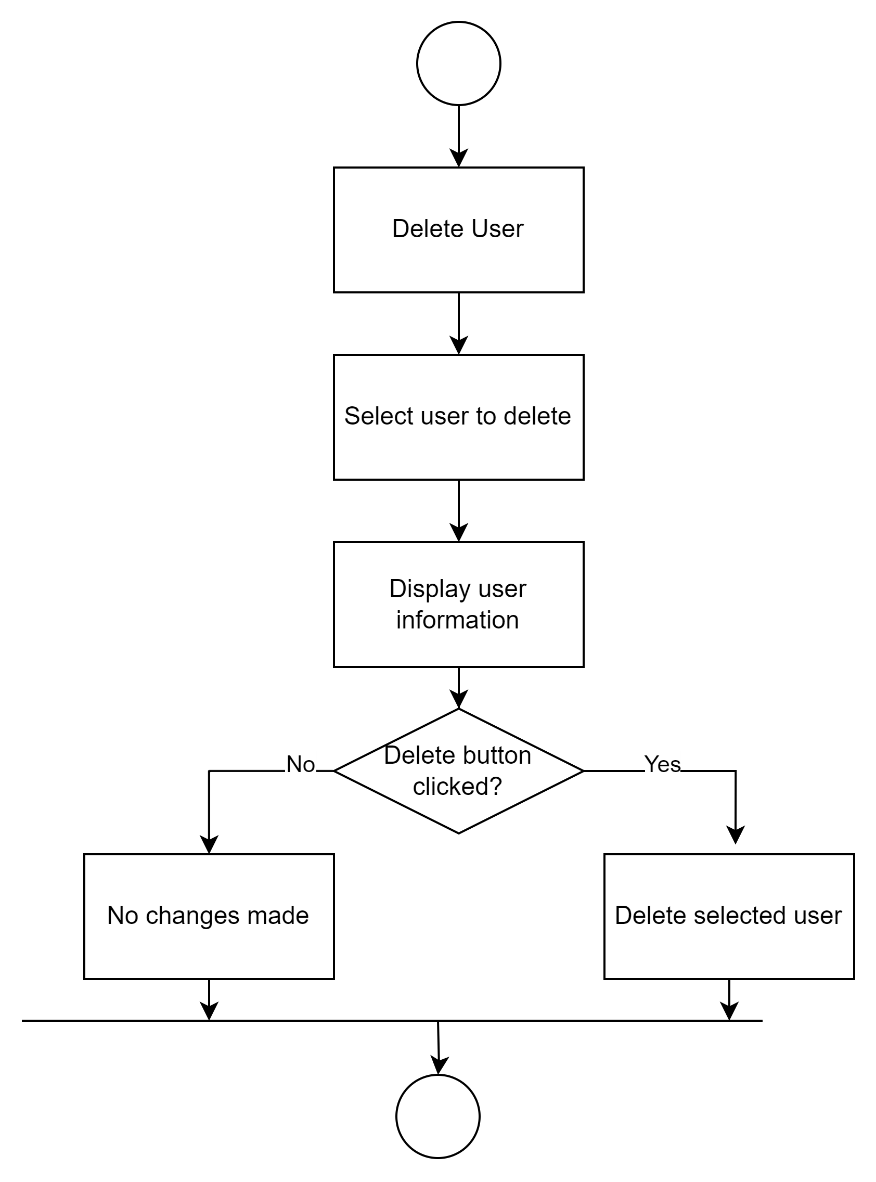 Delete User
Select user to delete
Display user
information
Delete button
clicked?
No
Yes
No changes made
Delete selected user